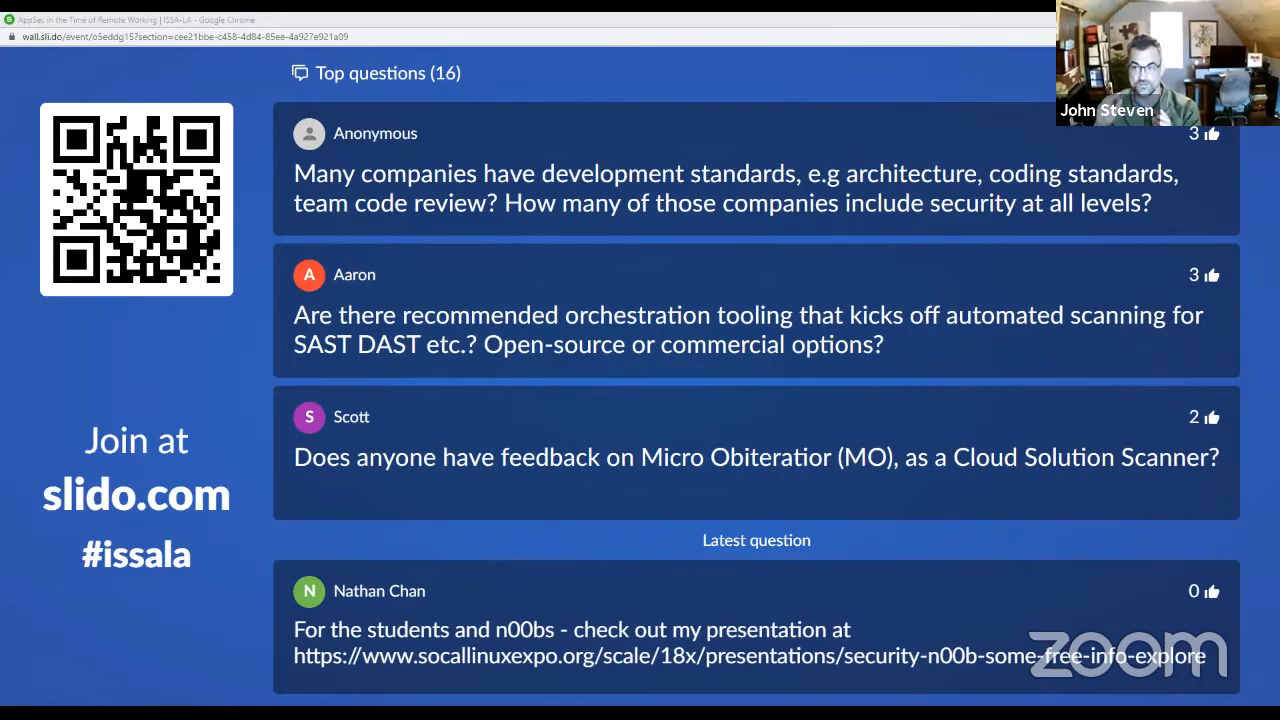 AppSec in the Time of Remote Working | ISSA-LA - Google Chrome
wall.sli.do/event/o5eddg15?section=cee21bbe-c458-4d84-85ee-4a927e921a09
Top questions (16)
John Steven
Anonymous
3
Many companies have development standards, e.g architecture, coding standards,
team code review? How many of those companies include security at all levels?
A
Aaron
3
Are there recommended orchestration tooling that kicks off automated scanning for
SAST DAST etc.? Open-source or commercial options?
S
Scott
2
Does anyone have feedback on Micro Obiteratior (MO), as a Cloud Solution Scanner?
Join at
slido.com
#issala
Latest question
N
Nathan Chan
0
For the students and n00bs - check out my presentation at
https://www.socallinuxexpo.org/scale/18x/presentations/security-n00b-some-free-info-explore
zoom